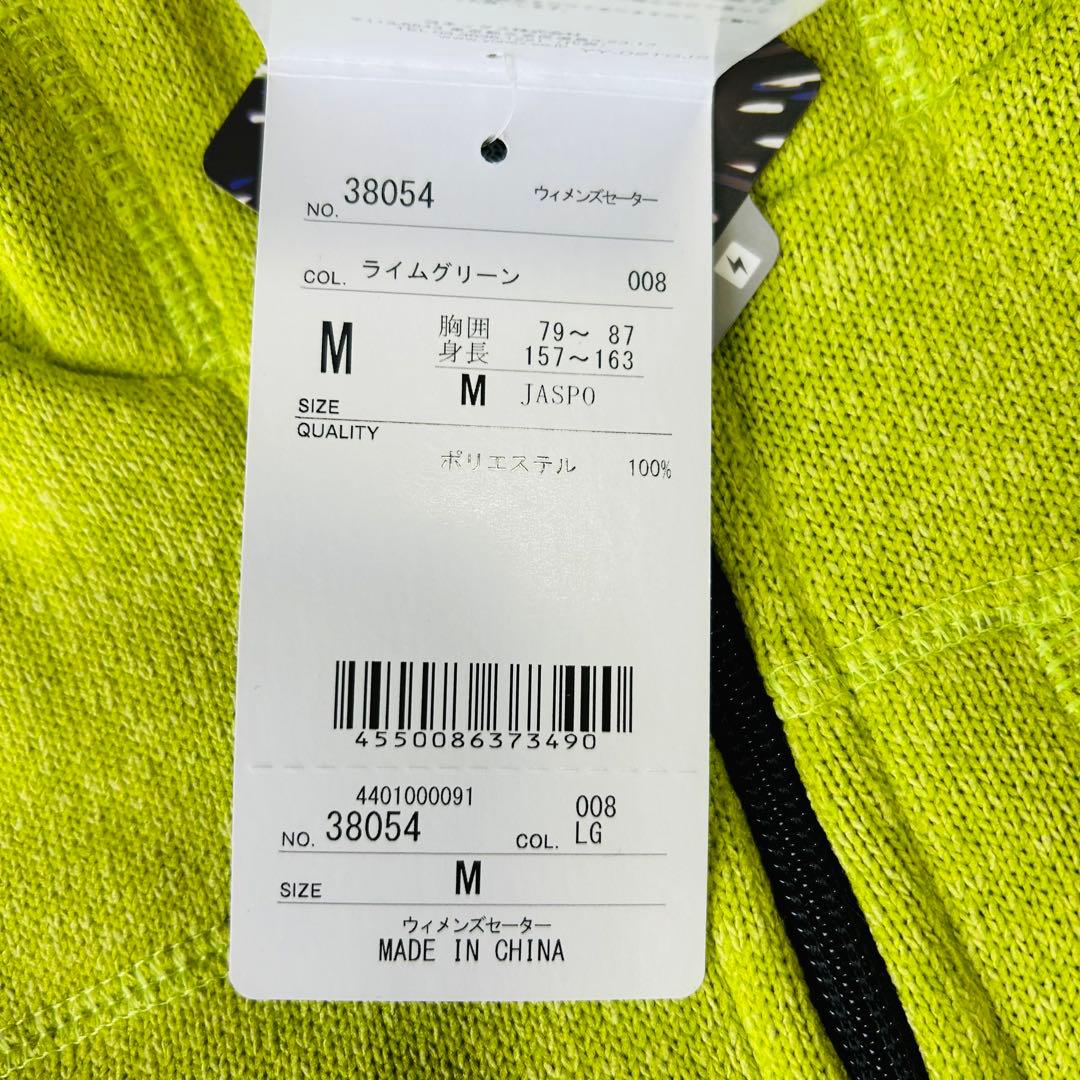 NO. 38054 ウィメンズセーター
COL. ライムグリーン 008
M 胸囲 79〜 87
身長 157〜163
SIZE M JASPO
QUALITY
ポリエステル 100%
4550086373490
4401000091
NO. 38054 COL. 008
LG
SIZE M
ウィメンズセーター
MADE IN CHINA